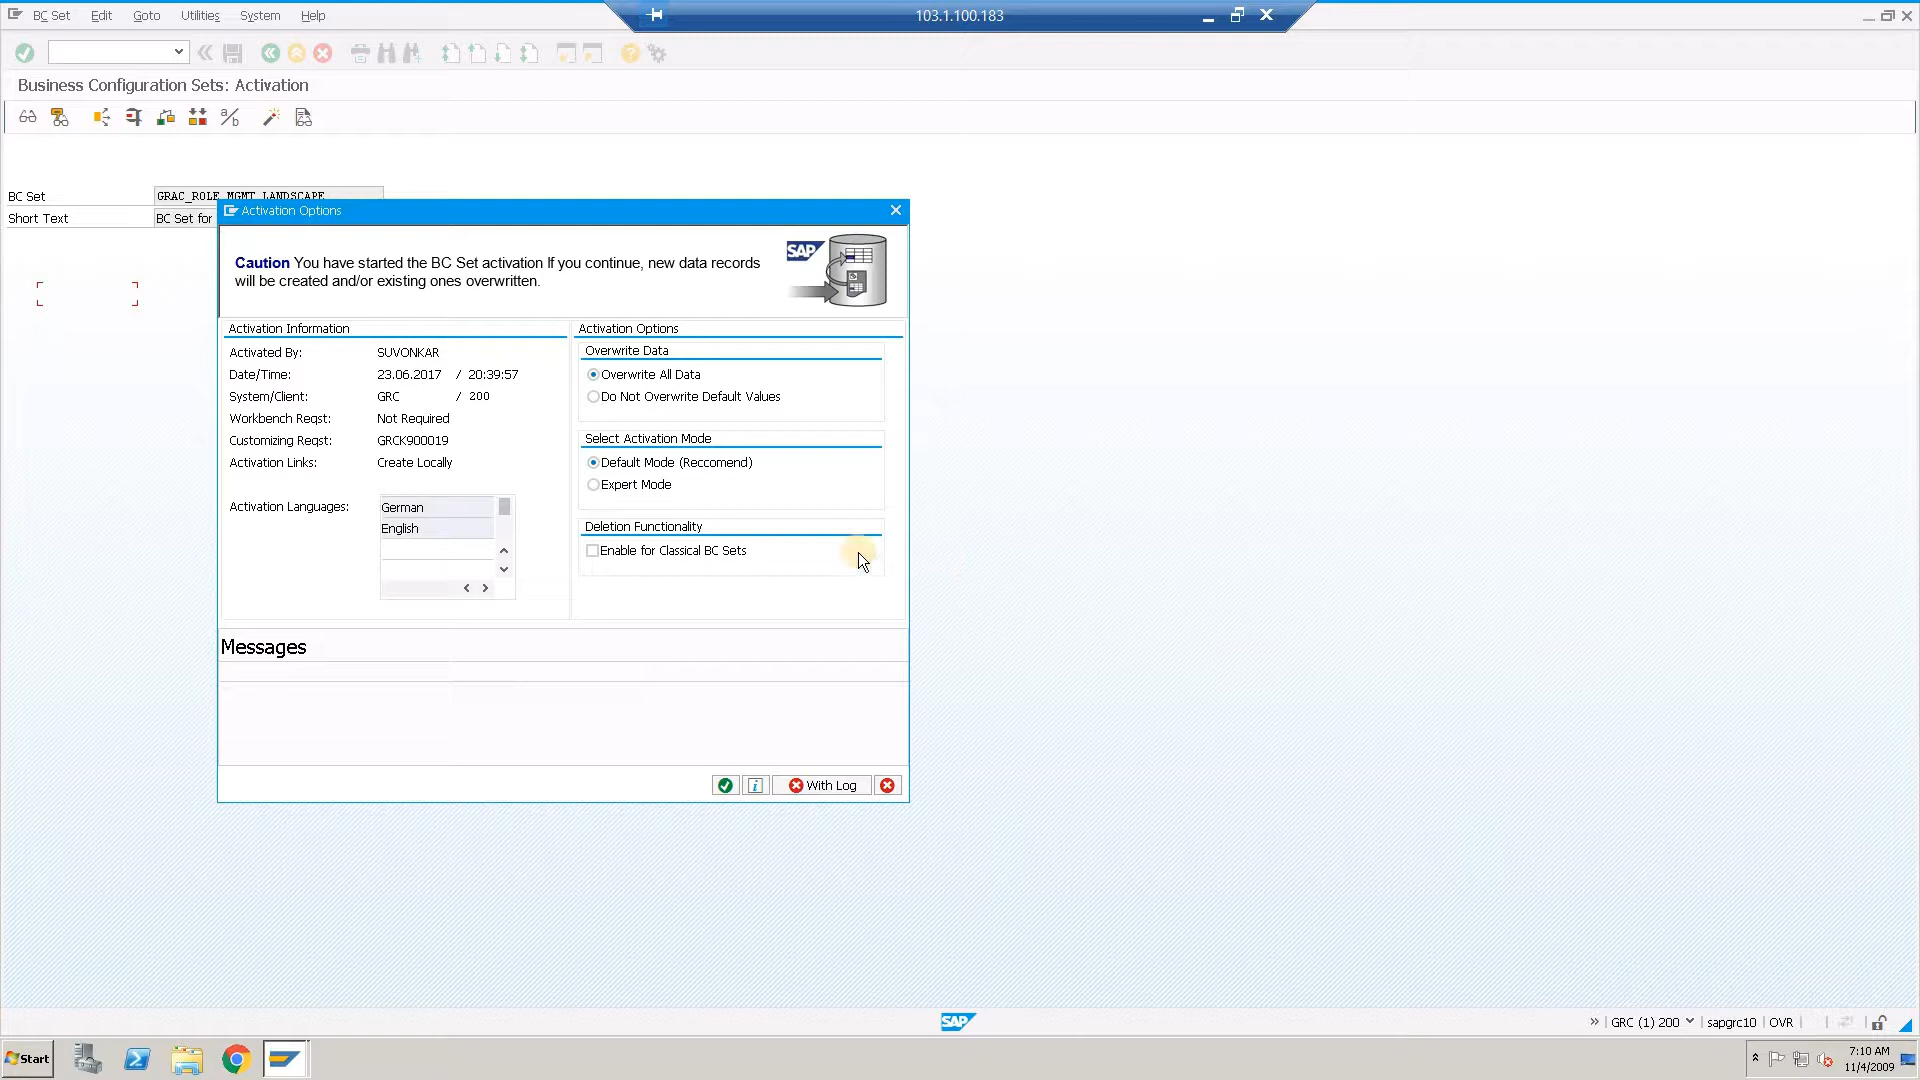 BC Set Edit Goto Utilities System Help
103.1.100.183
Business Configuration Sets: Activation
a/b
BC Set GRAC_ROLE_MGMT_LANDSCAPE
Short Text BC Set for
Activation Options
Caution You have started the BC Set activation If you continue, new data records
will be created and/or existing ones overwritten.
SAP
Activation Information
Activated By: SUVONKAR
Date/Time: 23.06.2017 / 20:39:57
System/Client: GRC / 200
Workbench Reqst: Not Required
Customizing Reqst: GRCK900019
Activation Links: Create Locally
Activation Languages: German
English
Activation Options
Overwrite Data
Overwrite All Data
Do Not Overwrite Default Values
Select Activation Mode
Default Mode (Reccomend)
Expert Mode
Deletion Functionality
Enable for Classical BC Sets
Messages
With Log
SAP
GRC (1) 200 sapgrc10 OVR
Start
7:10 AM
11/4/2009